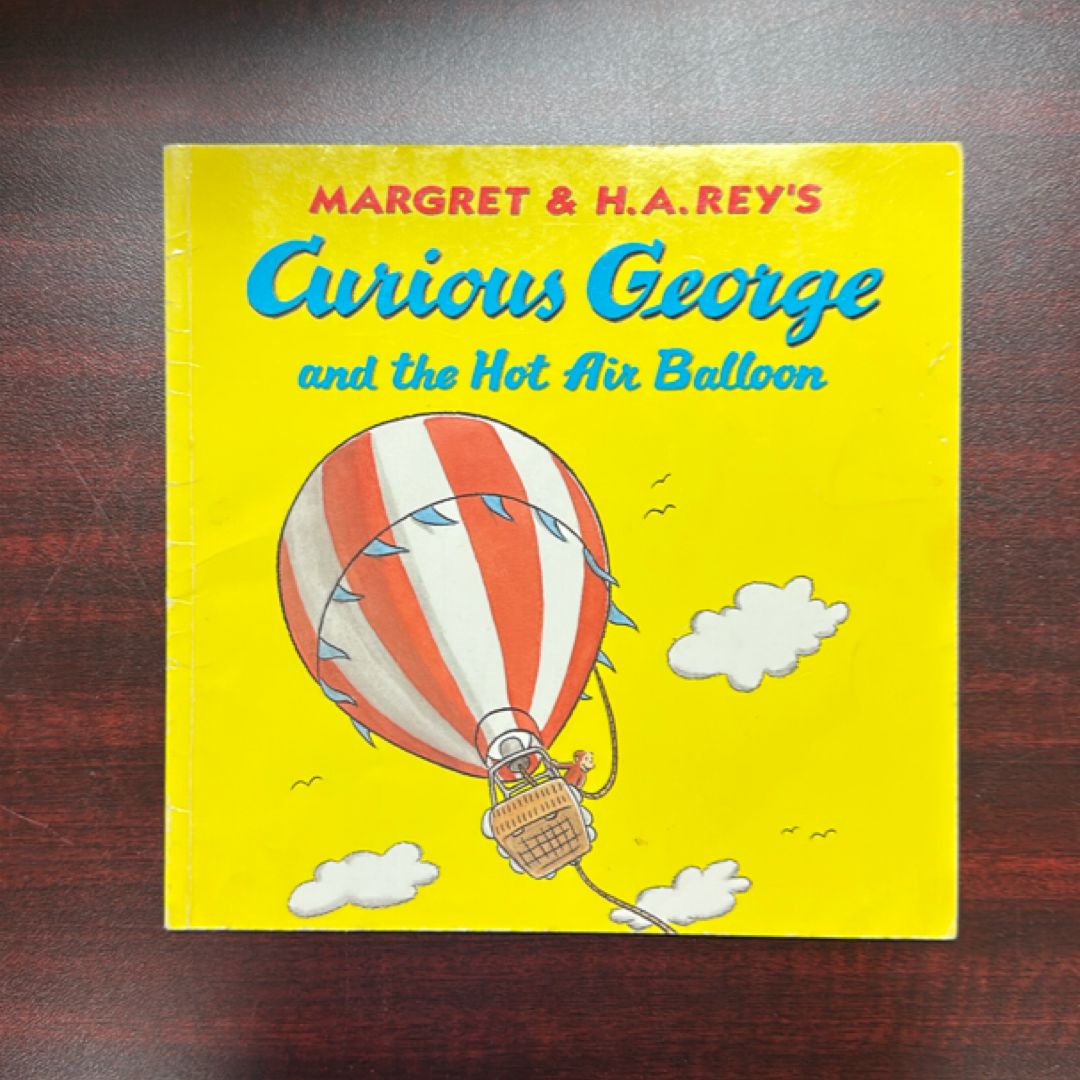 MARGRET & H.A. REY'S
Curious George
and the Hot Air Balloon